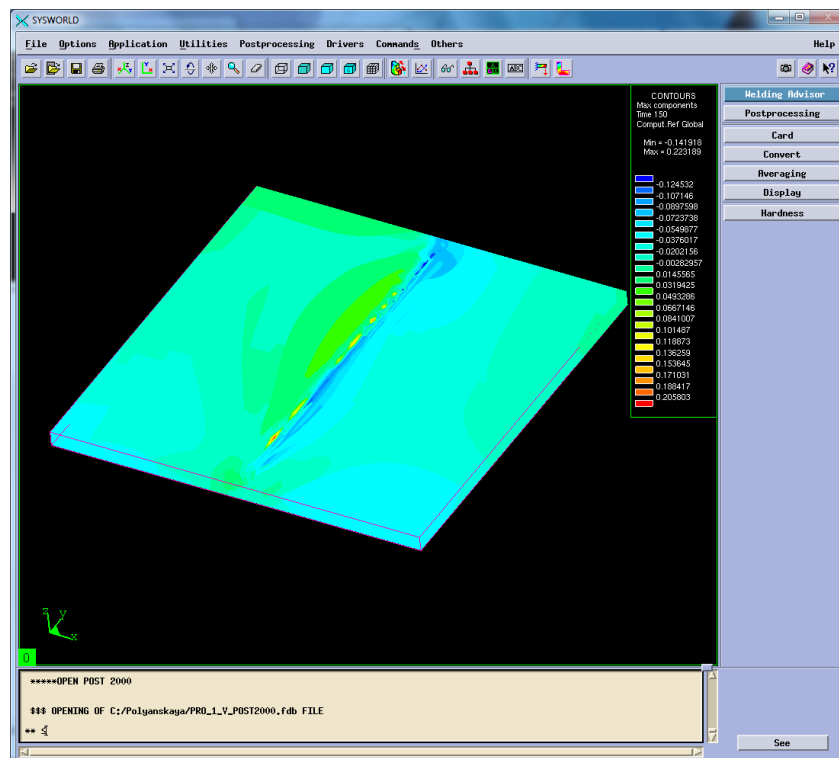 SYSWORLD
File Options Application Utilities Postprocessing Drivers Commands Others Help
CONTOURS
Max components
Time 150
Comput.Ref Global
Min = -0.141918
Max = 0.223189
-0.124532
-0.107146
-0.0897598
-0.0723738
-0.0549877
-0.0376017
-0.0202156
-0.00282957
0.0145565
0.0319425
0.0493286
0.0667146
0.0841007
0.101487
0.118873
0.136259
0.153645
0.171031
0.188417
0.205803
Welding Advisor
Postprocessing
Card
Convert
Averaging
Display
Hardness
z y x
0
*****OPEN POST 2000
$$$ OPENING OF C:/Polyanskaya/PRO_1_V_POST2000.fdb FILE
**
See